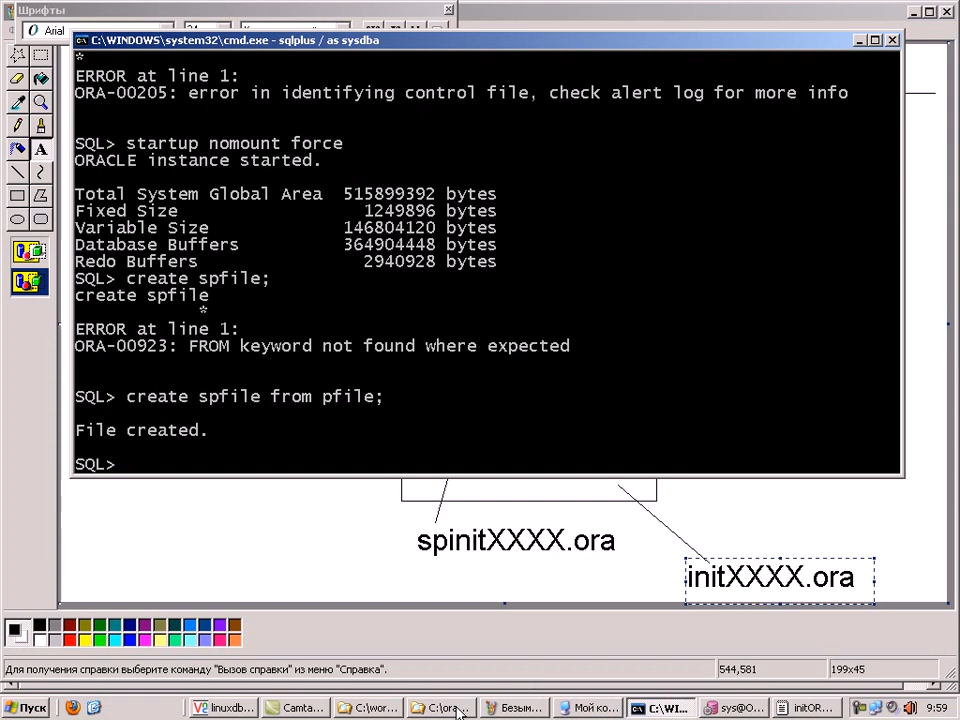 Шрифты
Arial
C:\WINDOWS\system32\cmd.exe - sqlplus / as sysdba
*
ERROR at line 1:
ORA-00205: error in identifying control file, check alert log for more info
SQL> startup nomount force
ORACLE instance started.
Total System Global Area 515899392 bytes
Fixed Size 1249896 bytes
Variable Size 146804120 bytes
Database Buffers 364904448 bytes
Redo Buffers 2940928 bytes
SQL> create spfile;
create spfile
*
ERROR at line 1:
ORA-00923: FROM keyword not found where expected
SQL> create spfile from pfile;
File created.
SQL>
spinitXXXX.ora
initXXXX.ora
Для получения справки выберите команду "Вызов справки" из меню "Справка".
544,581
199x45
Пуск
linuxdb...
Camta...
C:\wor...
C:\ora...
Безым...
Мой ко...
C:\WI...
sys@O...
initOR...
9:59